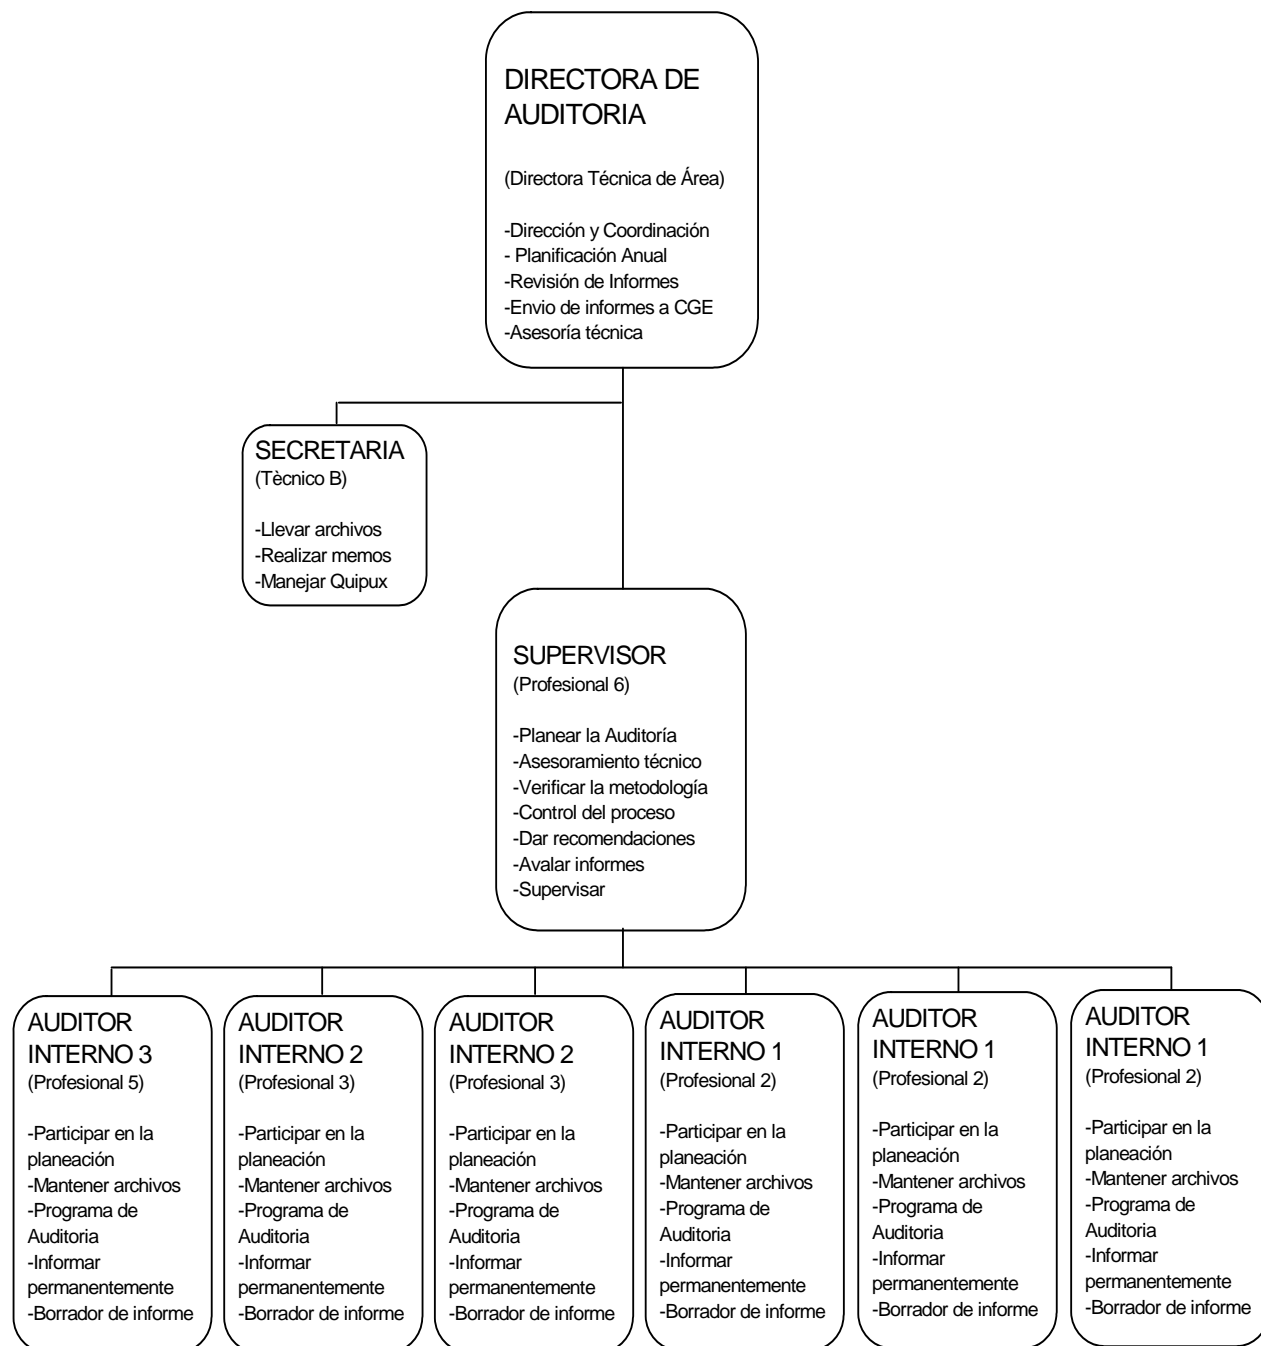 DIRECTORA DE
AUDITORIA
(Directora Técnica de Área)
-Dirección y Coordinación
- Planificación Anual
-Revisión de Informes
-Envio de informes a CGE
-Asesoría técnica
SECRETARIA
(Tècnico B)
-Llevar archivos
-Realizar memos
-Manejar Quipux
SUPERVISOR
(Profesional 6)
-Planear la Auditoría
-Asesoramiento técnico
-Verificar la metodología
-Control del proceso
-Dar recomendaciones
-Avalar informes
-Supervisar
AUDITOR
INTERNO 3
(Profesional 5)
-Participar en la
planeación
-Mantener archivos
-Programa de
Auditoria
-Informar
permanentemente
-Borrador de informe
AUDITOR
INTERNO 2
(Profesional 3)
-Participar en la
planeación
-Mantener archivos
-Programa de
Auditoria
-Informar
permanentemente
-Borrador de informe
AUDITOR
INTERNO 2
(Profesional 3)
-Participar en la
planeación
-Mantener archivos
-Programa de
Auditoria
-Informar
permanentemente
-Borrador de informe
AUDITOR
INTERNO 1
(Profesional 2)
-Participar en la
planeación
-Mantener archivos
-Programa de
Auditoria
-Informar
permanentemente
-Borrador de informe
AUDITOR
INTERNO 1
(Profesional 2)
-Participar en la
planeación
-Mantener archivos
-Programa de
Auditoria
-Informar
permanentemente
-Borrador de informe
AUDITOR
INTERNO 1
(Profesional 2)
-Participar en la
planeación
-Mantener archivos
-Programa de
Auditoria
-Informar
permanentemente
-Borrador de informe